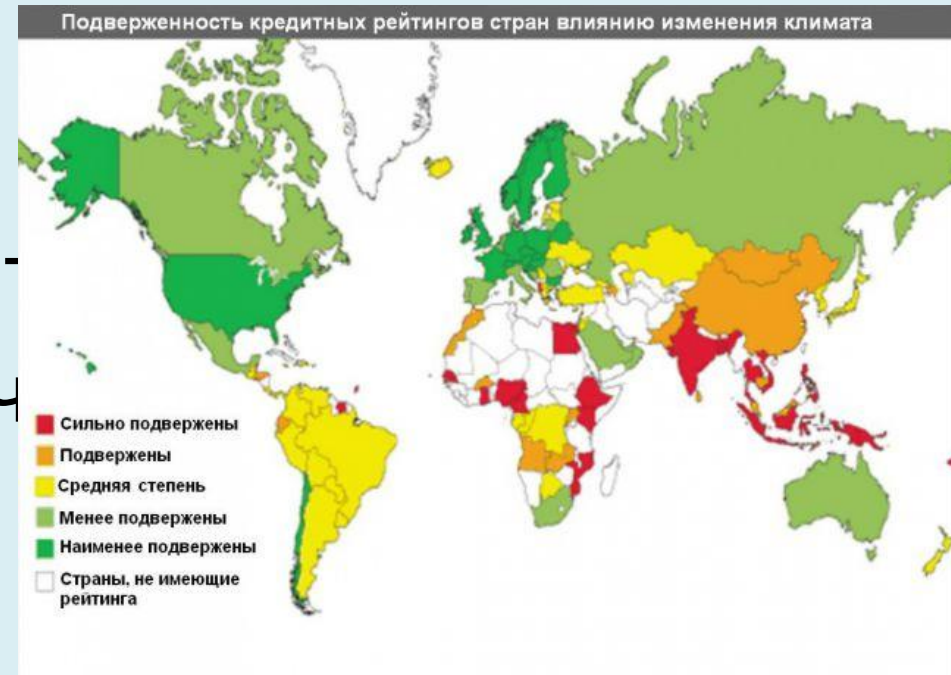 Подверженность кредитных рейтингов стран влиянию изменения климата
Сильно подвержены
Подвержены
Средняя степень
Менее подвержены
Наименее подвержены
Страны, не имеющие
рейтинга